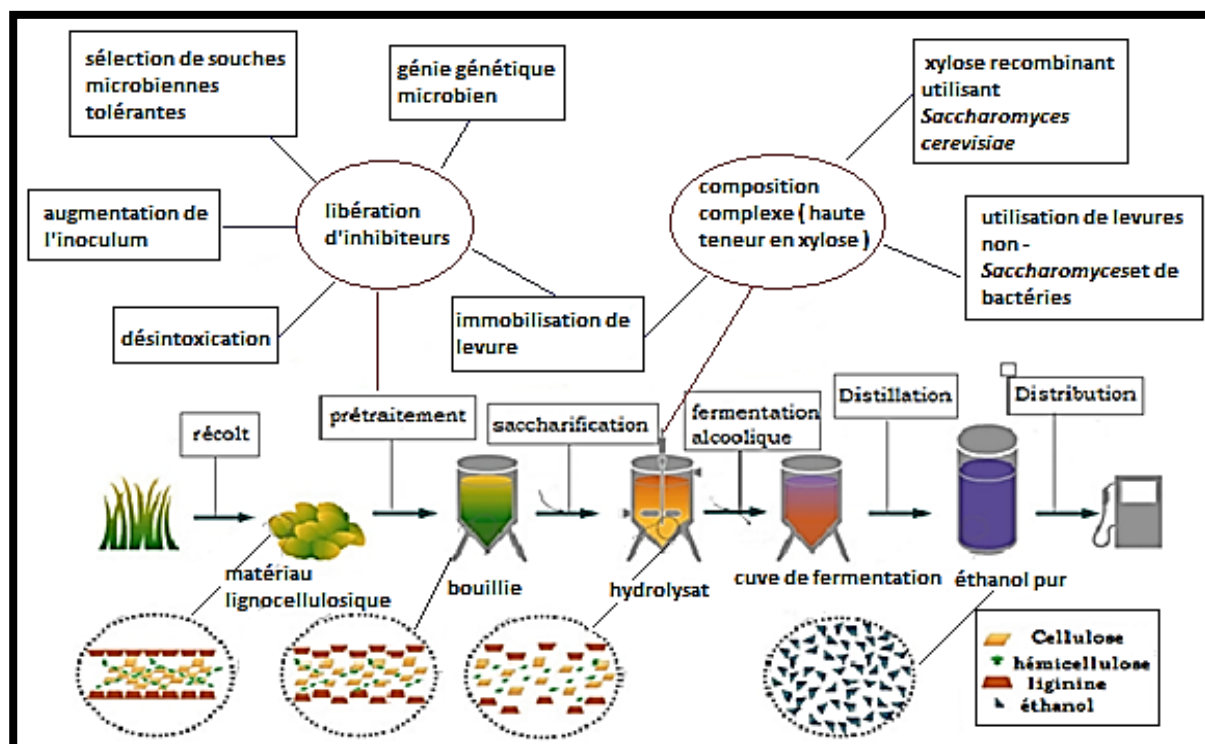 sélection de souches
microbiennes
tolérantes
génie génétique
microbien
xylose recombinant
utilisant
Saccharomyces
cerevisiae
augmentation de
l'inoculum
libération
d'inhibiteurs
composition
complexe ( haute
teneur en xylose )
utilisation de levures
non -
Saccharomyceset de
bactéries
désintoxication
immobilisation de
levure
récolt
prétraitement
saccharification
fermentation
alcoolique
Distillation
Distribution
matériau
lignocellulosique
bouillie
hydrolysat
cuve de fermentation
éthanol pur
Cellulose
hémicellulose
liginine
éthanol